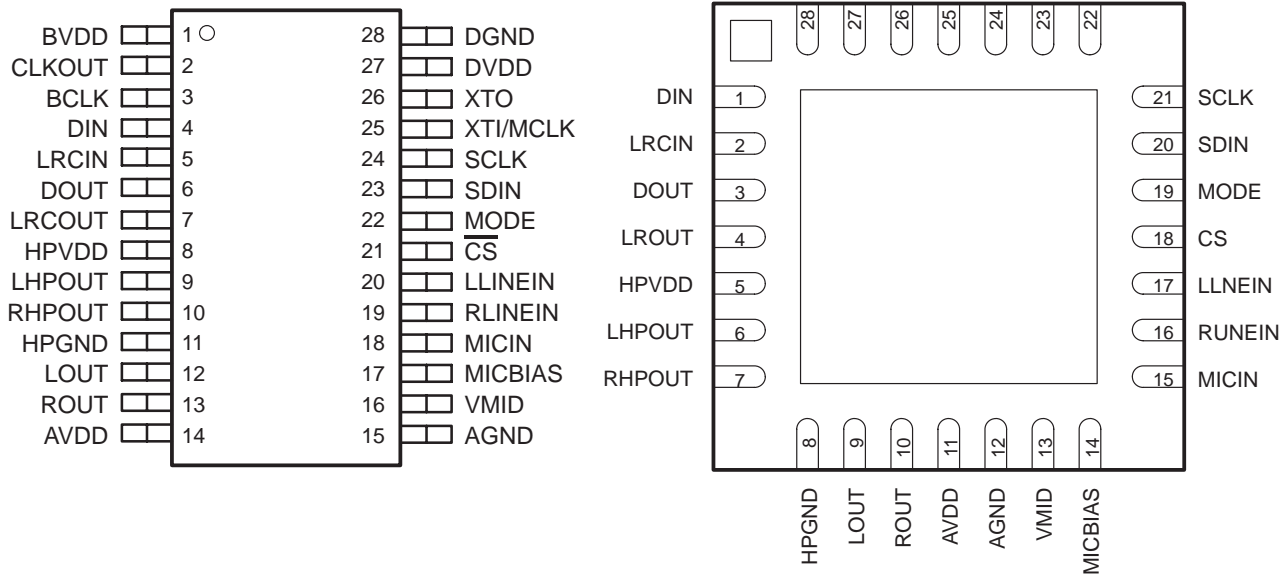 BVDD 1 28 DGND
CLKOUT 2 27 DVDD
BCLK 3 26 XTO
DIN 4 25 XTI/MCLK
LRCIN 5 24 SCLK
DOUT 6 23 SDIN
LRCOUT 7 22 MODE
HPVDD 8 21 CS
LHPOUT 9 20 LLINEIN
RHPOUT 10 19 RLINEIN
HPGND 11 18 MICIN
LOUT 12 17 MICBIAS
ROUT 13 16 VMID
AVDD 14 15 AGND
28 27 26 25 24 23 22
DIN 1 21 SCLK
LRCIN 2 20 SDIN
DOUT 3 19 MODE
LROUT 4 18 CS
HPVDD 5 17 LLNEIN
LHPOUT 6 16 RUNEIN
RHPOUT 7 15 MICIN
8 9 10 11 12 13 14
HPGND LOUT ROUT AVDD AGND VMID MICBIAS